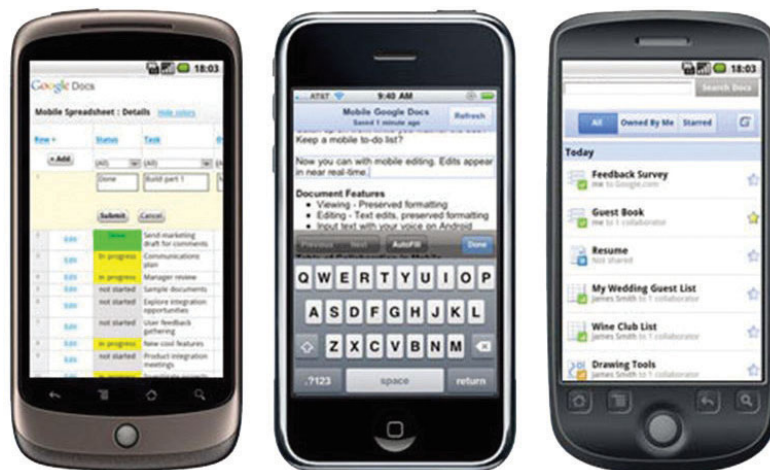 18:03
Google Docs
Mobile Spreadsheet : Details Hide colors
Row Status Task
+ Add (All) (All)
1 Done Build part 1
Submit Cancel
Edit Done Send marketing
draft for comments
Edit In progress Communications
plan
Edit in progress Manager review
Edit not started Sample documents
Edit not started Explore integration
opportunities
Edit not started User feedback
gathering
Edit in progress New cool features
Edit not started Product integration
meetings
AT&T 9:40 AM
Mobile Google Docs
Saved 1 minute ago
Refresh
Keep a mobile to-do list?
Now you can with mobile editing. Edits appear
in near real-time.
Document Features
Viewing - Preserved formatting
Editing - Text edits, preserved formatting
Input text with your voice on Android
Previous Next AutoFill Done
Q W E R T Y U I O P
A S D F G H J K L
Z X C V B N M
.?123 space return
18:03
Search Docs
All Owned By Me Starred
Today
Feedback Survey
me to Google.com
Guest Book
me to 1 collaborator
Resume
Not shared
My Wedding Guest List
James Smith to 1 collaborator
Wine Club List
James Smith to 1 collaborator
Drawing Tools
James Smith to 1 collaborator